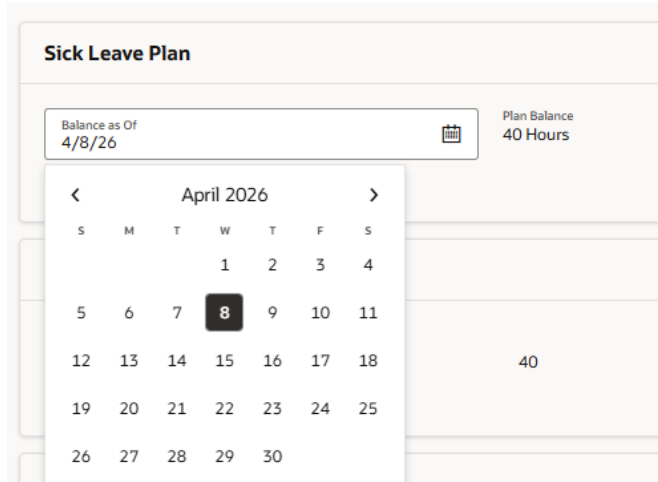 Sick Leave Plan
Balance as Of
4/8/26
Plan Balance
40 Hours
April 2026
S M T W T F S
1 2 3 4
5 6 7 8 9 10 11
12 13 14 15 16 17 18
40
19 20 21 22 23 24 25
26 27 28 29 30